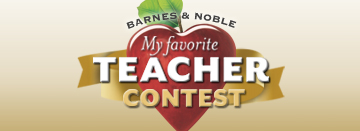 BARNES & NOBLE
My favorite
TEACHER
CONTEST